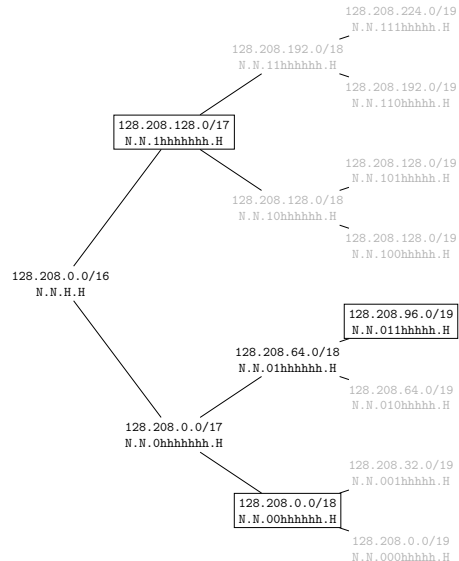 128.208.224.0/19
N.N.111hhhhh.H
128.208.192.0/18
N.N.11hhhhhh.H
128.208.192.0/19
N.N.110hhhhh.H
128.208.128.0/17
N.N.1hhhhhhh.H
128.208.128.0/19
N.N.101hhhhh.H
128.208.128.0/18
N.N.10hhhhhh.H
128.208.128.0/19
N.N.100hhhhh.H
128.208.0.0/16
N.N.H.H
128.208.96.0/19
N.N.011hhhhh.H
128.208.64.0/18
N.N.01hhhhhh.H
128.208.64.0/19
N.N.010hhhhh.H
128.208.0.0/17
N.N.0hhhhhhh.H
128.208.32.0/19
N.N.001hhhhh.H
128.208.0.0/18
N.N.00hhhhhh.H
128.208.0.0/19
N.N.000hhhhh.H